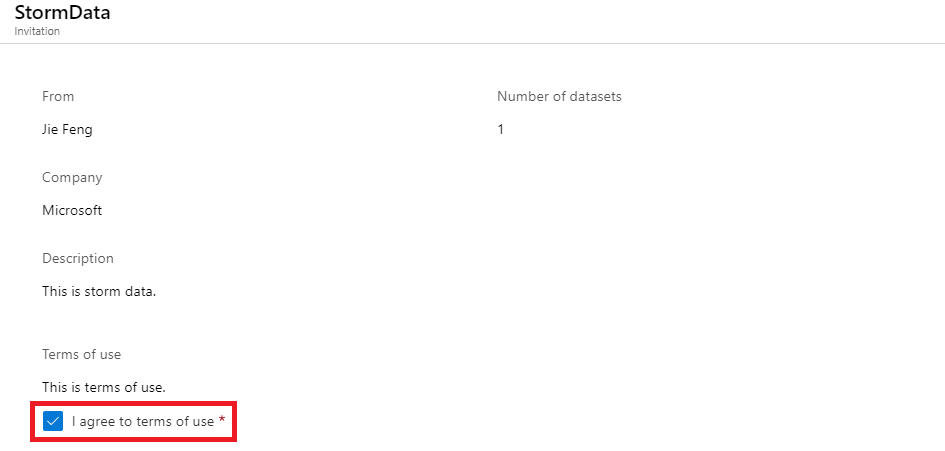 StormData
Invitation
From
Number of datasets
Jie Feng
1
Company
Microsoft
Description
This is storm data.
Terms of use
This is terms of use.
I agree to terms of use *